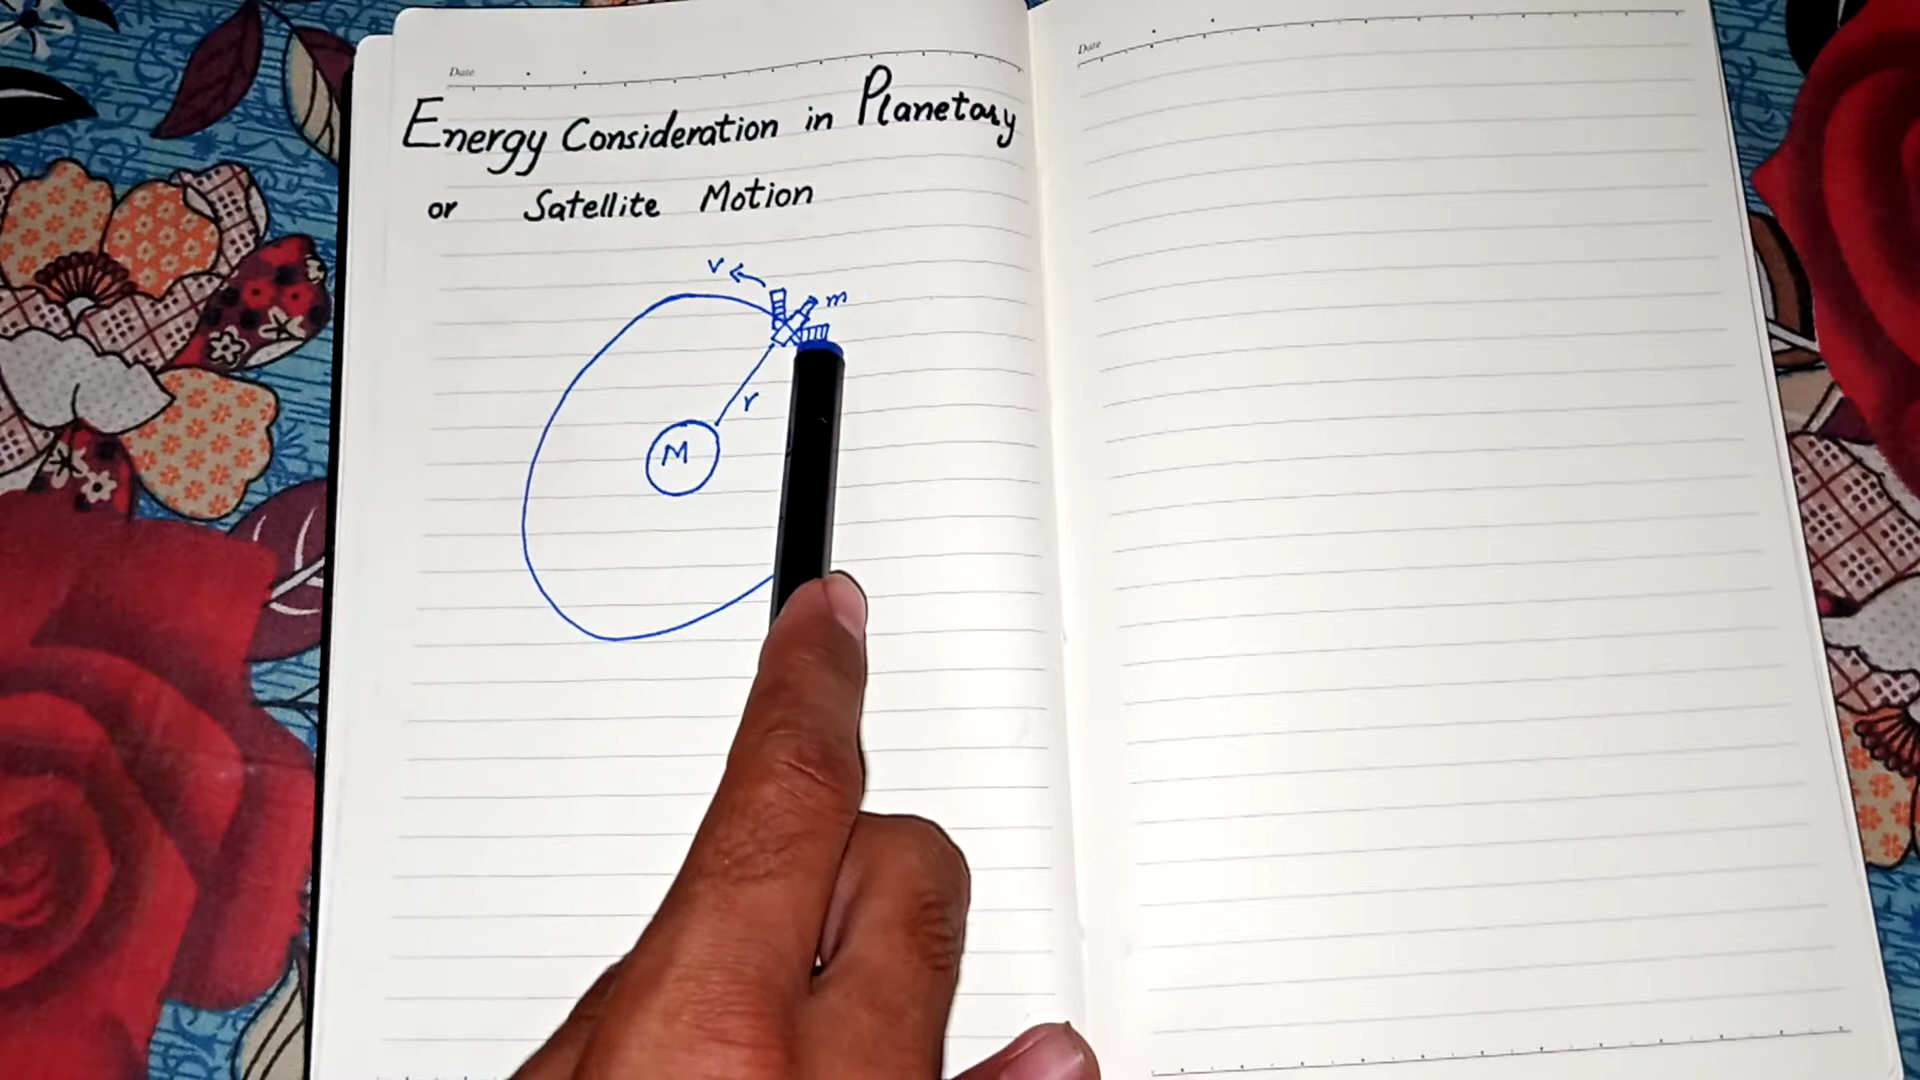 Date
Energy Consideration in Planetary
or Satellite Motion
v
m
r
M
Date